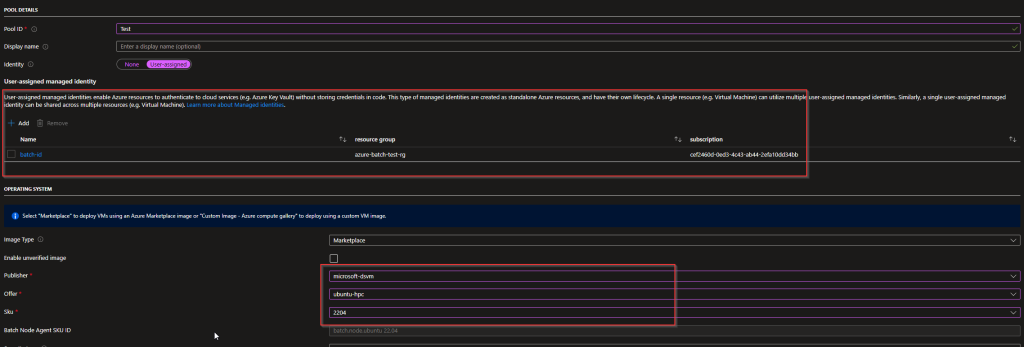 POOL DETAILS
Pool ID *
Test
Display name
Enter a display name (optional)
Identity
None User-assigned
User-assigned managed identity
User-assigned managed identities enable Azure resources to authenticate to cloud services (e.g. Azure Key Vault) without storing credentials in code. This type of managed identities are created as standalone Azure resources, and have their own lifecycle. A single resource (e.g. Virtual Machine) can utilize multiple user-assigned managed identities. Similarly, a single user-assigned managed
identity can be shared across multiple resources (e.g. Virtual Machine). Learn more about Managed identities.
+ Add Remove
Name resource group subscription
batch-id azure-batch-test-rg cef2460d-0ed3-4c43-ab44-2efa10dd34bb
OPERATING SYSTEM
Select "Marketplace" to deploy VMs using an Azure Marketplace image or "Custom Image - Azure compute gallery" to deploy using a custom VM image.
Image Type
Marketplace
Enable unverified image
Publisher *
microsoft-dsvm
Offer *
ubuntu-hpc
Sku *
2204
Batch Node Agent SKU ID
batch.node.ubuntu 22.04